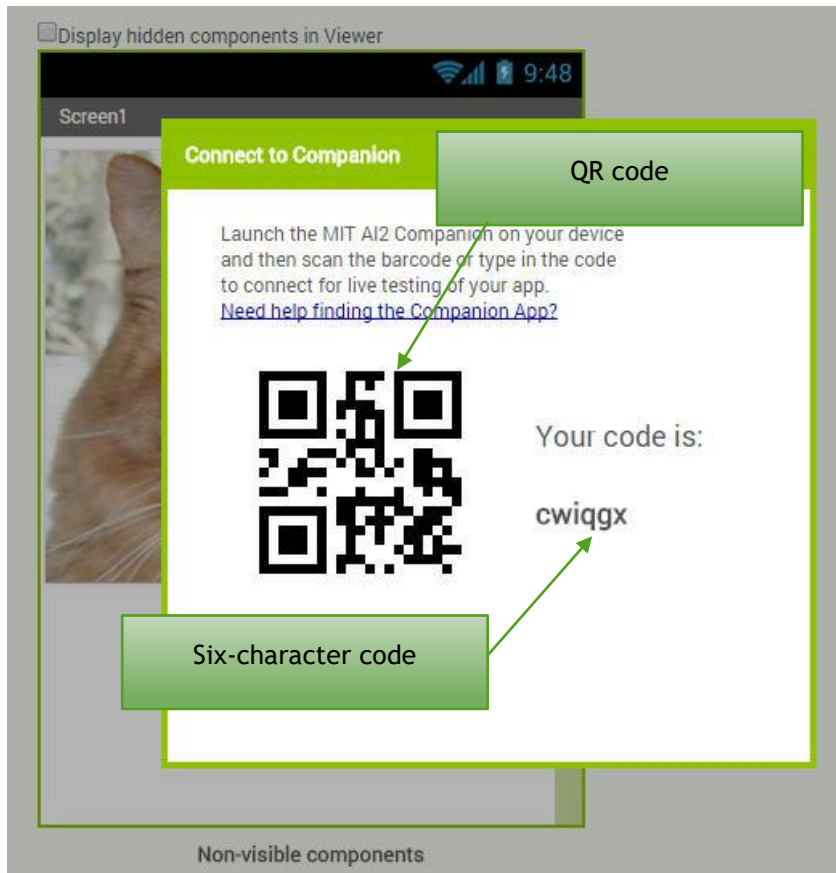 Display hidden components in Viewer
9:48
Screen1
Connect to Companion
QR code
Launch the MIT AI2 Companion on your device
and then scan the barcode or type in the code
to connect for live testing of your app.
Need help finding the Companion App?
Your code is:
cwiqgx
Six-character code
Non-visible components